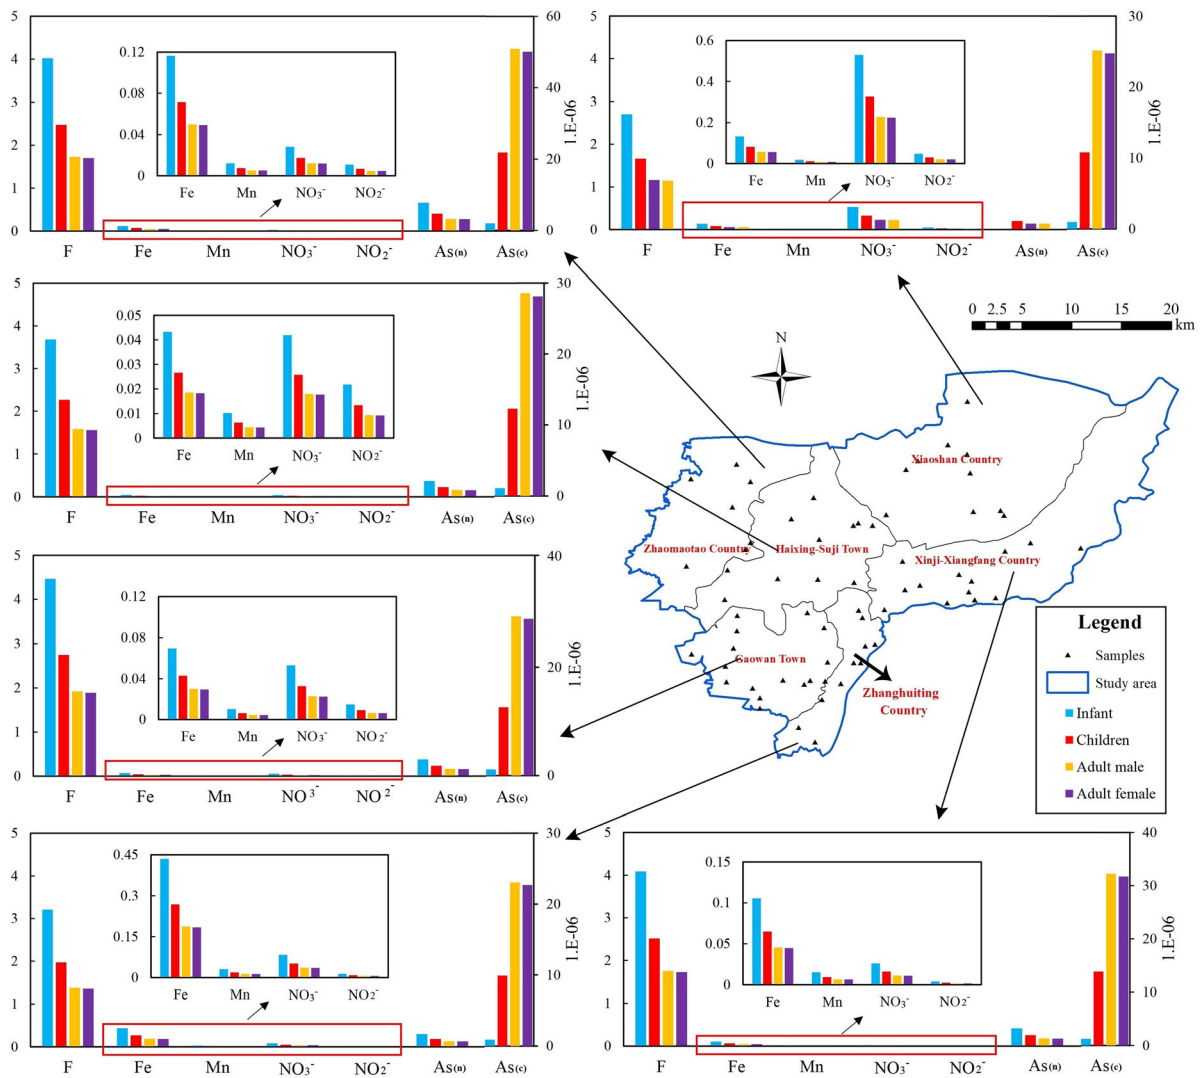 5
4
3
2
1
0
60
50
40
30
20
10
0
1.E-06
0.12
0.08
0.04
0
Fe Mn NO₃⁻ NO₂⁻
F Fe Mn NO₃⁻ NO₂⁻ As(n) As(c)
5
4
3
2
1
0
30
20
10
0
1.E-06
0.6
0.4
0.2
0
Fe Mn NO₃⁻ NO₂⁻
F Fe Mn NO₃⁻ NO₂⁻ As(n) As(c)
5
4
3
2
1
0
30
20
10
0
1.E-06
0.05
0.04
0.03
0.02
0.01
0
Fe Mn NO₃⁻ NO₂⁻
F Fe Mn NO₃⁻ NO₂⁻ As(n) As(c)
0 2.5 5 10 15 20
km
N
Xiaoshan Country
Zhaomaotao Country
Haixing-Suji Town
Xinji-Xiangfang Country
Gaowan Town
Zhanghuiting
Country
Legend
Samples
Study area
Infant
Children
Adult male
Adult female
5
4
3
2
1
0
40
20
0
1.E-06
0.12
0.08
0.04
0
Fe Mn NO₃⁻ NO₂⁻
F Fe Mn NO³⁻ NO²⁻ As(n) As(c)
5
4
3
2
1
0
30
20
10
0
1.E-06
0.45
0.3
0.15
0
Fe Mn NO₃⁻ NO₂⁻
F Fe Mn NO₃⁻ NO₂⁻ As(n) As(c)
5
4
3
2
1
0
40
30
20
10
0
1.E-06
0.15
0.1
0.05
0
Fe Mn NO₃⁻ NO₂⁻
F Fe Mn NO₃⁻ NO₂⁻ As(n) As(c)